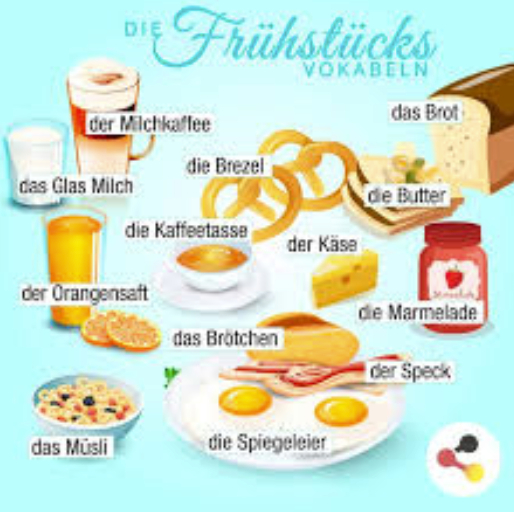 DIE Frühstücks
VOKABELN
das Brot
der Milchkaffee
die Brezel
das Glas Milch
die Butter
die Kaffeetasse
der Käse
der Orangensaft
die Marmelade
das Brötchen
der Speck
das Müsli
die Spiegeleier